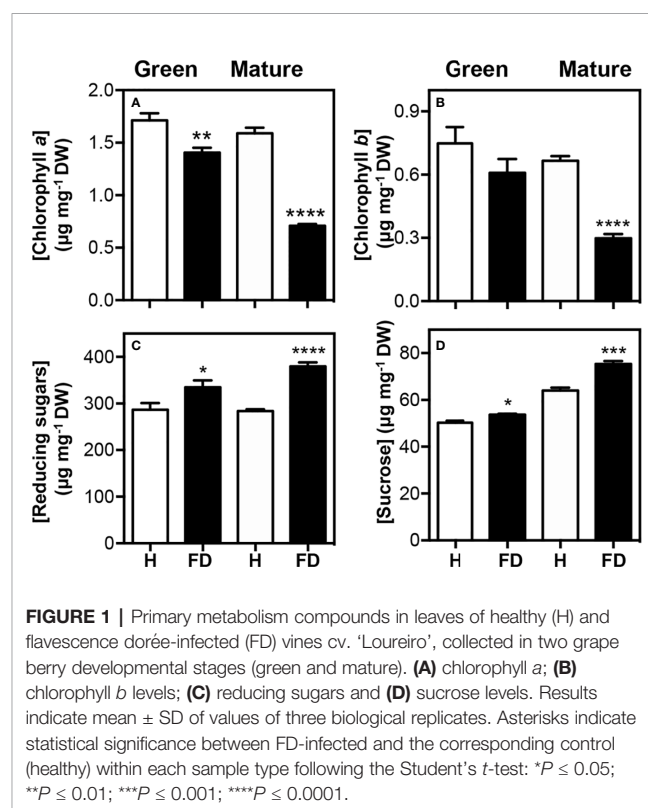 Green Mature
A
[Chlorophyll a]
(µg mg-1 DW)
2.0
1.5
1.0
0.5
0.0
**
****
B
[Chlorophyll b]
(µg mg-1 DW)
0.9
0.6
0.3
0.0
****
Green Mature
C
[Reducing sugars]
(µg mg-1 DW)
400
300
200
100
0
*
****
H FD H FD
D
[Sucrose] (µg mg-1 DW)
80
60
40
20
0
*
***
H FD H FD
FIGURE 1 | Primary metabolism compounds in leaves of healthy (H) and
flavescence dorée-infected (FD) vines cv. ‘Loureiro’, collected in two grape
berry developmental stages (green and mature). (A) chlorophyll a; (B)
chlorophyll b levels; (C) reducing sugars and (D) sucrose levels. Results
indicate mean ± SD of values of three biological replicates. Asterisks indicate
statistical significance between FD-infected and the corresponding control
(healthy) within each sample type following the Student’s t-test: *P ≤ 0.05;
**P ≤ 0.01; ***P ≤ 0.001; ****P ≤ 0.0001.